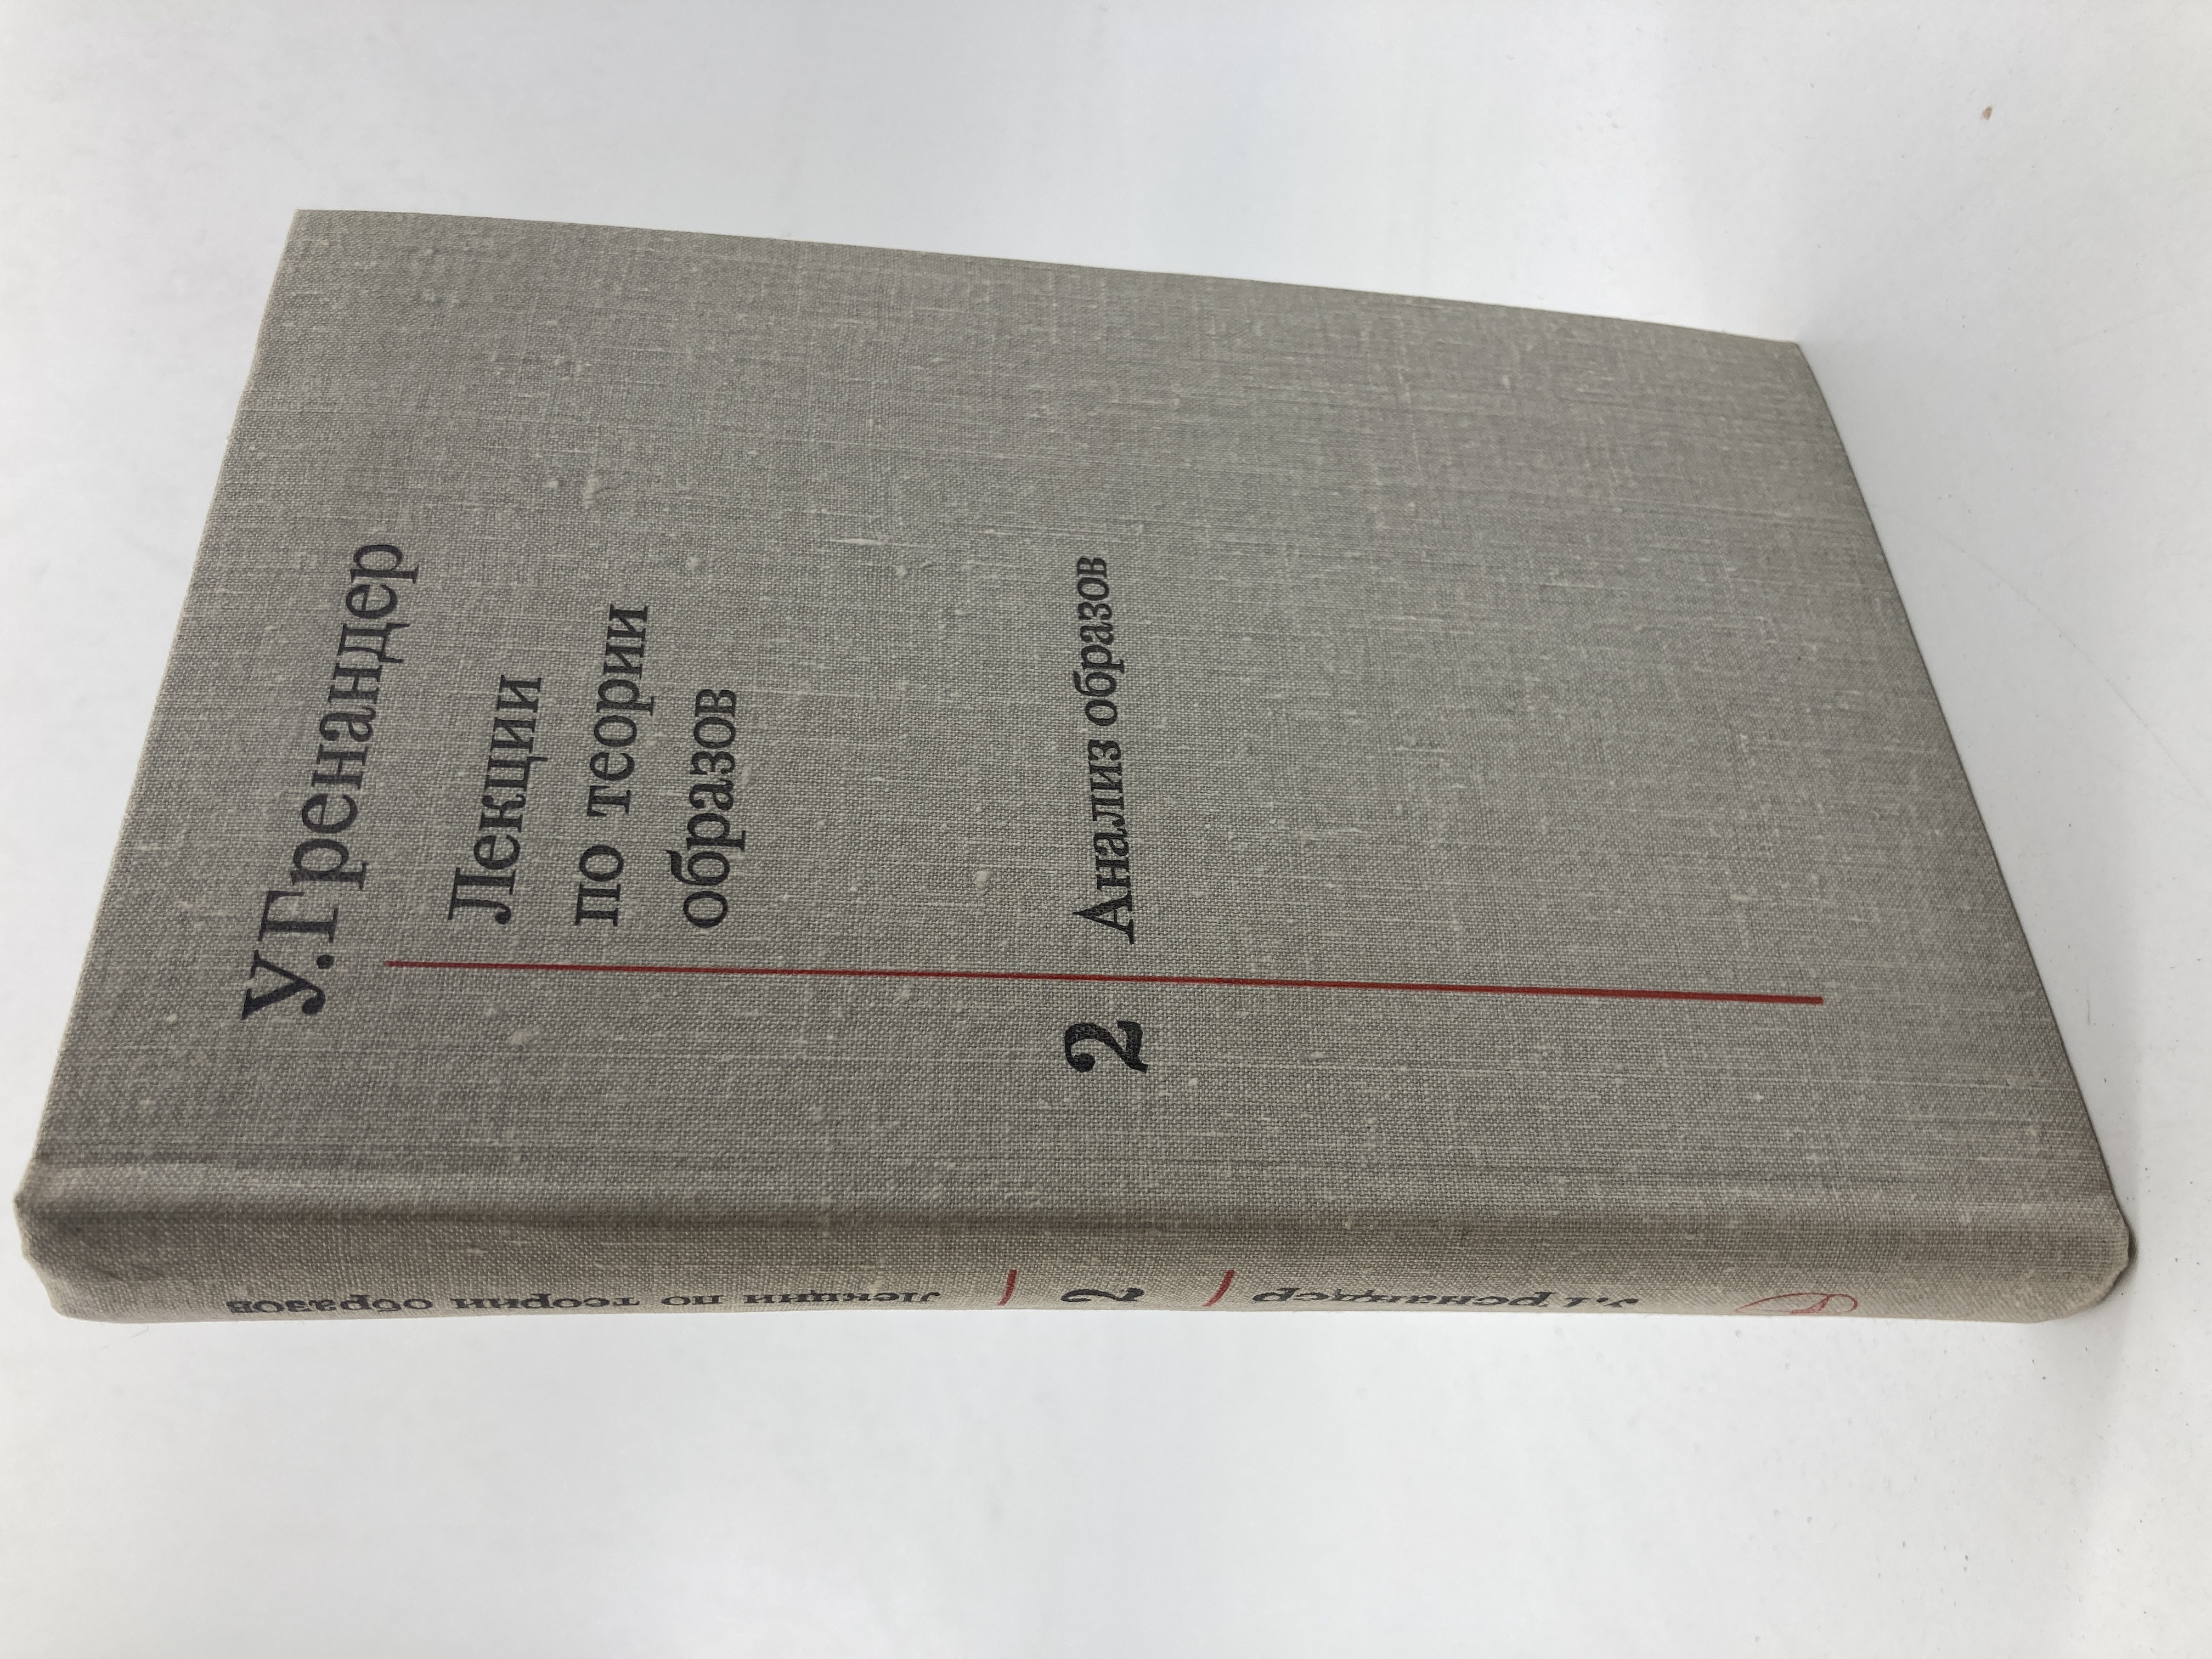 У. Гренандер
Лекции
по теории
образов
2 Анализ образов
У. Гренандер
2
Лекции по теории образов